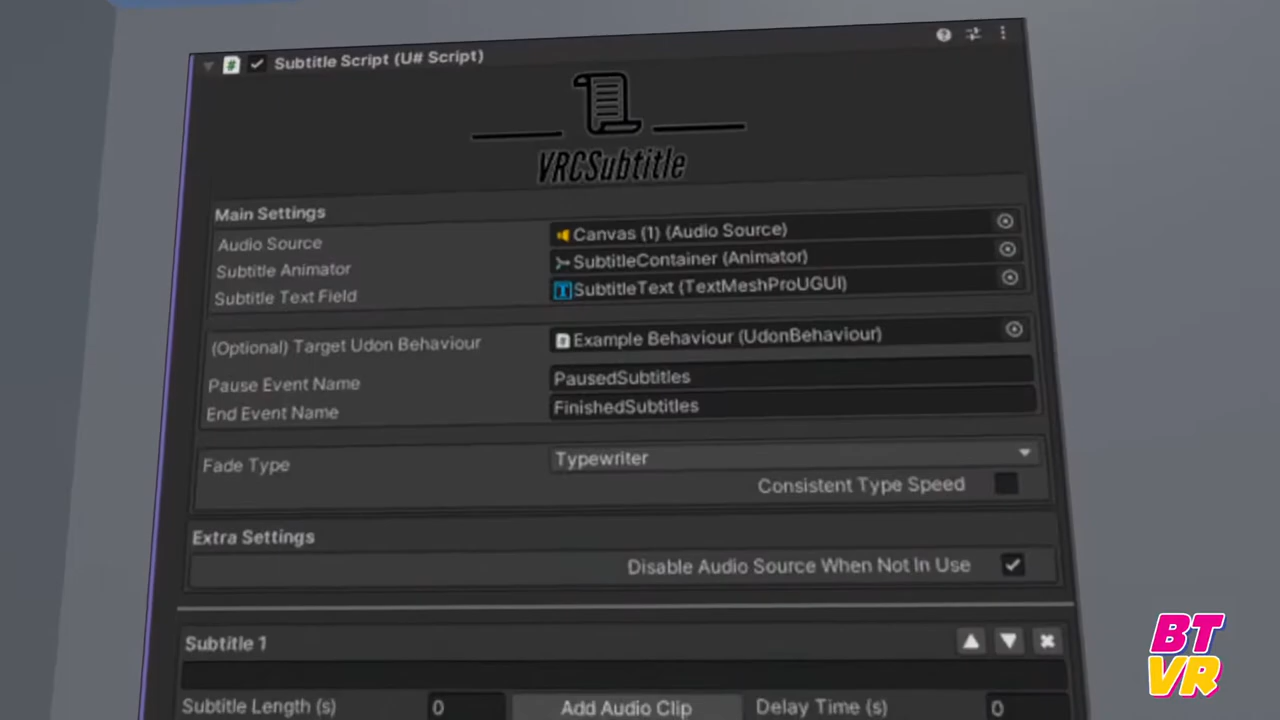 Subtitle Script (U# Script)
VRCSubtitle
Main Settings
Audio Source Canvas (1) (Audio Source)
Subtitle Animator SubtitleContainer (Animator)
Subtitle Text Field SubtitleText (TextMeshProUGUI)
(Optional) Target Udon Behaviour Example Behaviour (UdonBehaviour)
Pause Event Name PausedSubtitles
End Event Name FinishedSubtitles
Fade Type Typewriter
Consistent Type Speed
Extra Settings
Disable Audio Source When Not In Use
Subtitle 1
Subtitle Length (s) 0 Add Audio Clip Delay Time (s) 0
BT
VR